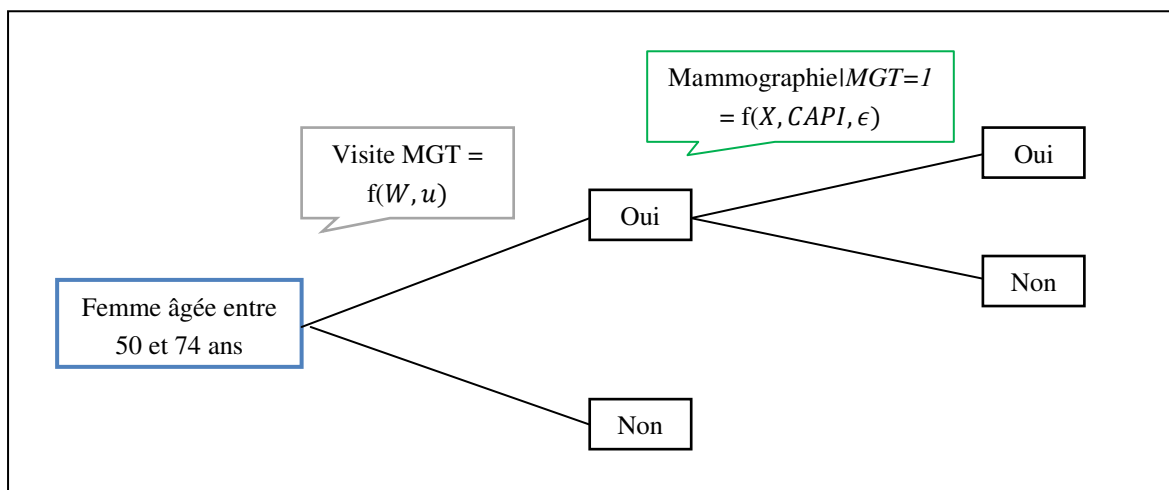 Mammographie|MGT=1
= f(X, CAPI, ϵ)
Visite MGT =
f(W, u)
Oui
Oui
Non
Femme âgée entre
50 et 74 ans
Non